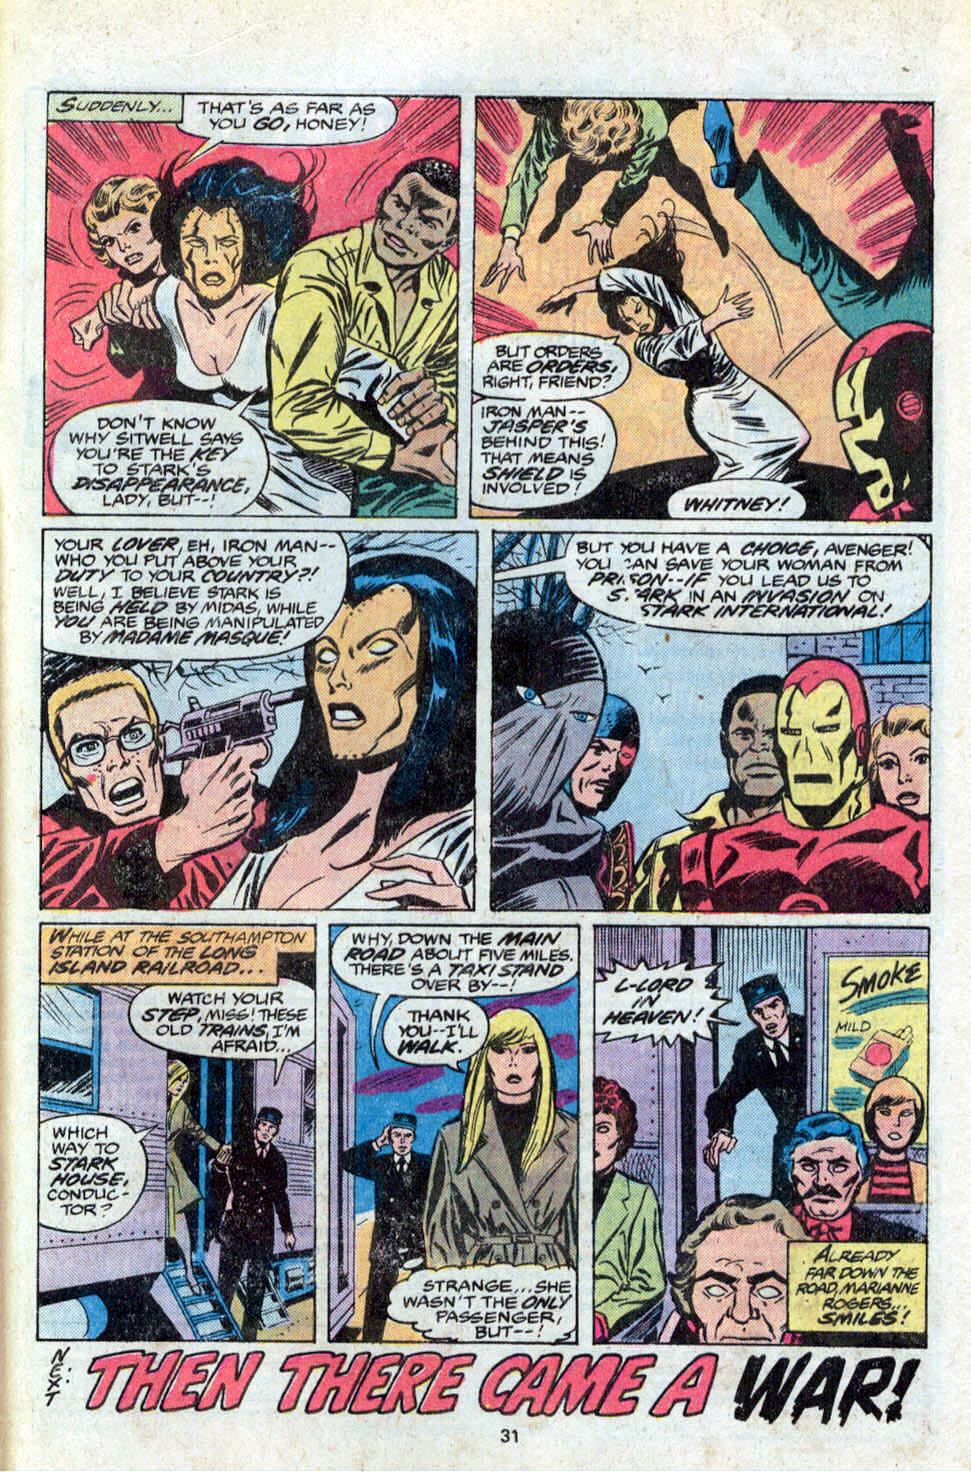 SUDDENLY...
THAT'S AS FAR AS
YOU GO, HONEY!
DON'T KNOW
WHY SITWELL SAYS
YOU'RE THE KEY
TO STARK'S
DISAPPEARANCE,
LADY, BUT--!
BUT ORDERS
ARE ORDERS,
RIGHT, FRIEND?
IRON MAN--
JASPER'S
BEHIND THIS!
THAT MEANS
SHIELD IS
INVOLVED!
WHITNEY!
YOUR LOVER, EH, IRON MAN--
WHO YOU PUT ABOVE YOUR
DUTY TO YOUR COUNTRY?!
WELL, I BELIEVE STARK IS
BEING HELD BY MIDAS, WHILE
YOU ARE BEING MANIPULATED
BY MADAME MASQUE!
BUT YOU HAVE A CHOICE, AVENGER!
YOU CAN SAVE YOUR WOMAN FROM
PRISON--IF YOU LEAD US TO
STARK IN AN INVASION ON
STARK INTERNATIONAL!
WHILE AT THE SOUTHAMPTON
STATION OF THE LONG
ISLAND RAILROAD...
WATCH YOUR
STEP, MISS! THESE
OLD TRAINS, I'M
AFRAID...
WHICH
WAY TO
STARK
HOUSE,
CONDUC-
TOR?
WHY, DOWN THE MAIN
ROAD ABOUT FIVE MILES.
THERE'S A TAXI STAND
OVER BY--!
THANK
YOU--I'LL
WALK.
STRANGE...SHE
WASN'T THE ONLY
PASSENGER,
BUT--!
L-LORD
IN
HEAVEN!
SMOKE
MILD
ALREADY
FAR DOWN THE
ROAD, MARIANNE
ROGERS...
SMILES!
NEXT:
THEN THERE CAME A WAR!
31